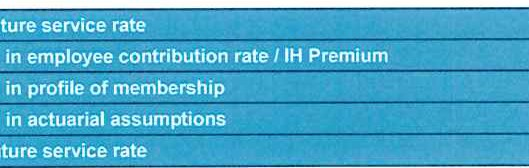 ture service rate
in employee contribution rate / IH Premium
in profile of membership
in actuarial assumptions
ture service rate